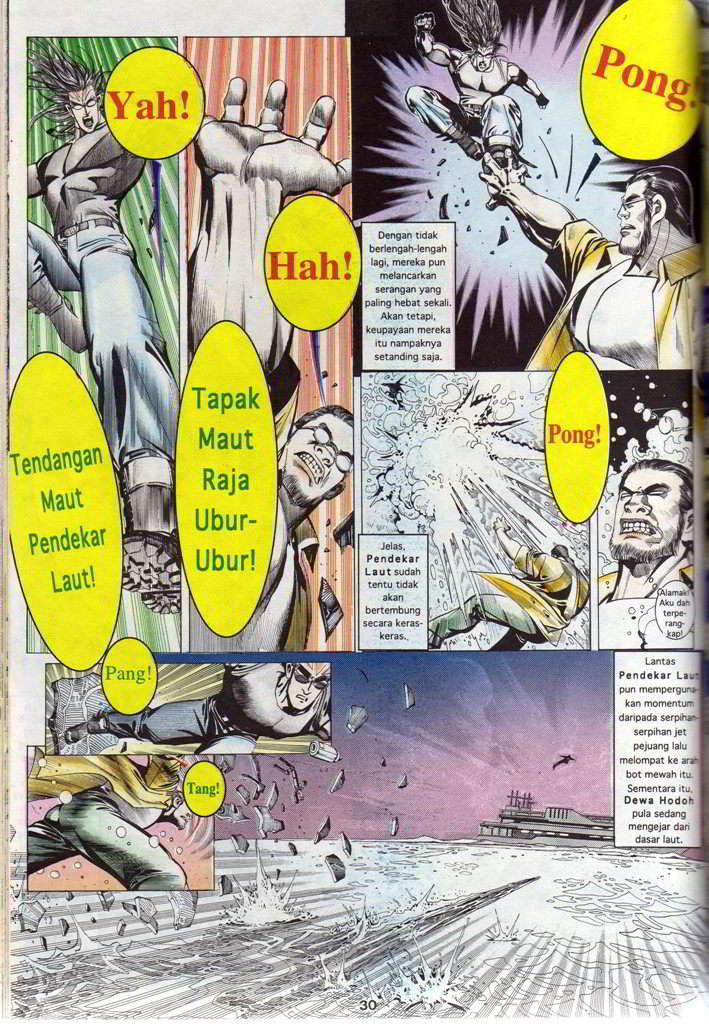 Yah!
Hah!
Pong!
Tendangan
Maut
Pendekar
Laut!
Tapak
Maut
Raja
Ubur-
Ubur!
Dengan tidak
berlengah-lengah
lagi, mereka pun
melancarkan
serangan yang
paling hebat sekali.
Akan tetapi,
keupayaan mereka
itu nampaknya
setanding saja.
Pong!
Jelas,
Pendekar
Laut sudah
tentu tidak
akan
bertembung
secara keras-
keras.
Alamak!
Aku dah
terpe-
rang-
kap!
Pang!
Tang!
Lantas
Pendekar Laut
pun memperguna-
kan momentum
daripada serpihan-
serpihan jet
pejuang lalu
melompat ke arah
bot mewah itu.
Sementara itu,
Dewa Hodoh
pula sedang
mengejar dari
dasar laut.
30